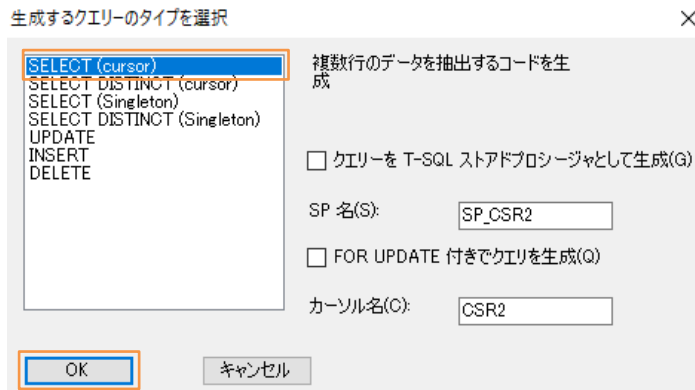 生成するクエリーのタイプを選択
SELECT (cursor)
SELECT DISTINCT (cursor)
SELECT (Singleton)
SELECT DISTINCT (Singleton)
UPDATE
INSERT
DELETE
複数行のデータを抽出するコードを生
成
クエリーを T-SQL ストアドプロシージャとして生成(G)
SP 名(S):
SP_CSR2
FOR UPDATE 付きでクエリを生成(Q)
カーソル名(C):
CSR2
OK
キャンセル